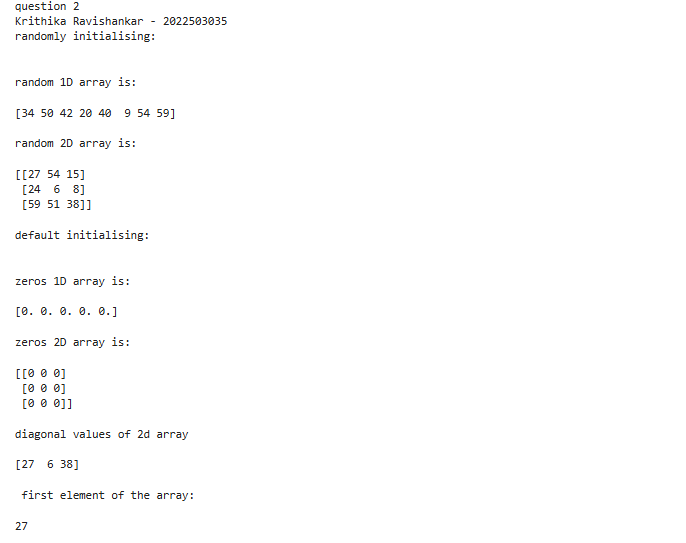 question 2
Krithika Ravishankar - 2022503035
randomly initialising:
random 1D array is:
[34 50 42 20 40  9 54 59]
random 2D array is:
[[27 54 15]
 [24  6  8]
 [59 51 38]]
default initialising:
zeros 1D array is:
[0. 0. 0. 0. 0.]
zeros 2D array is:
[[0 0 0]
 [0 0 0]
 [0 0 0]]
diagonal values of 2d array
[27  6 38]
 first element of the array:
27